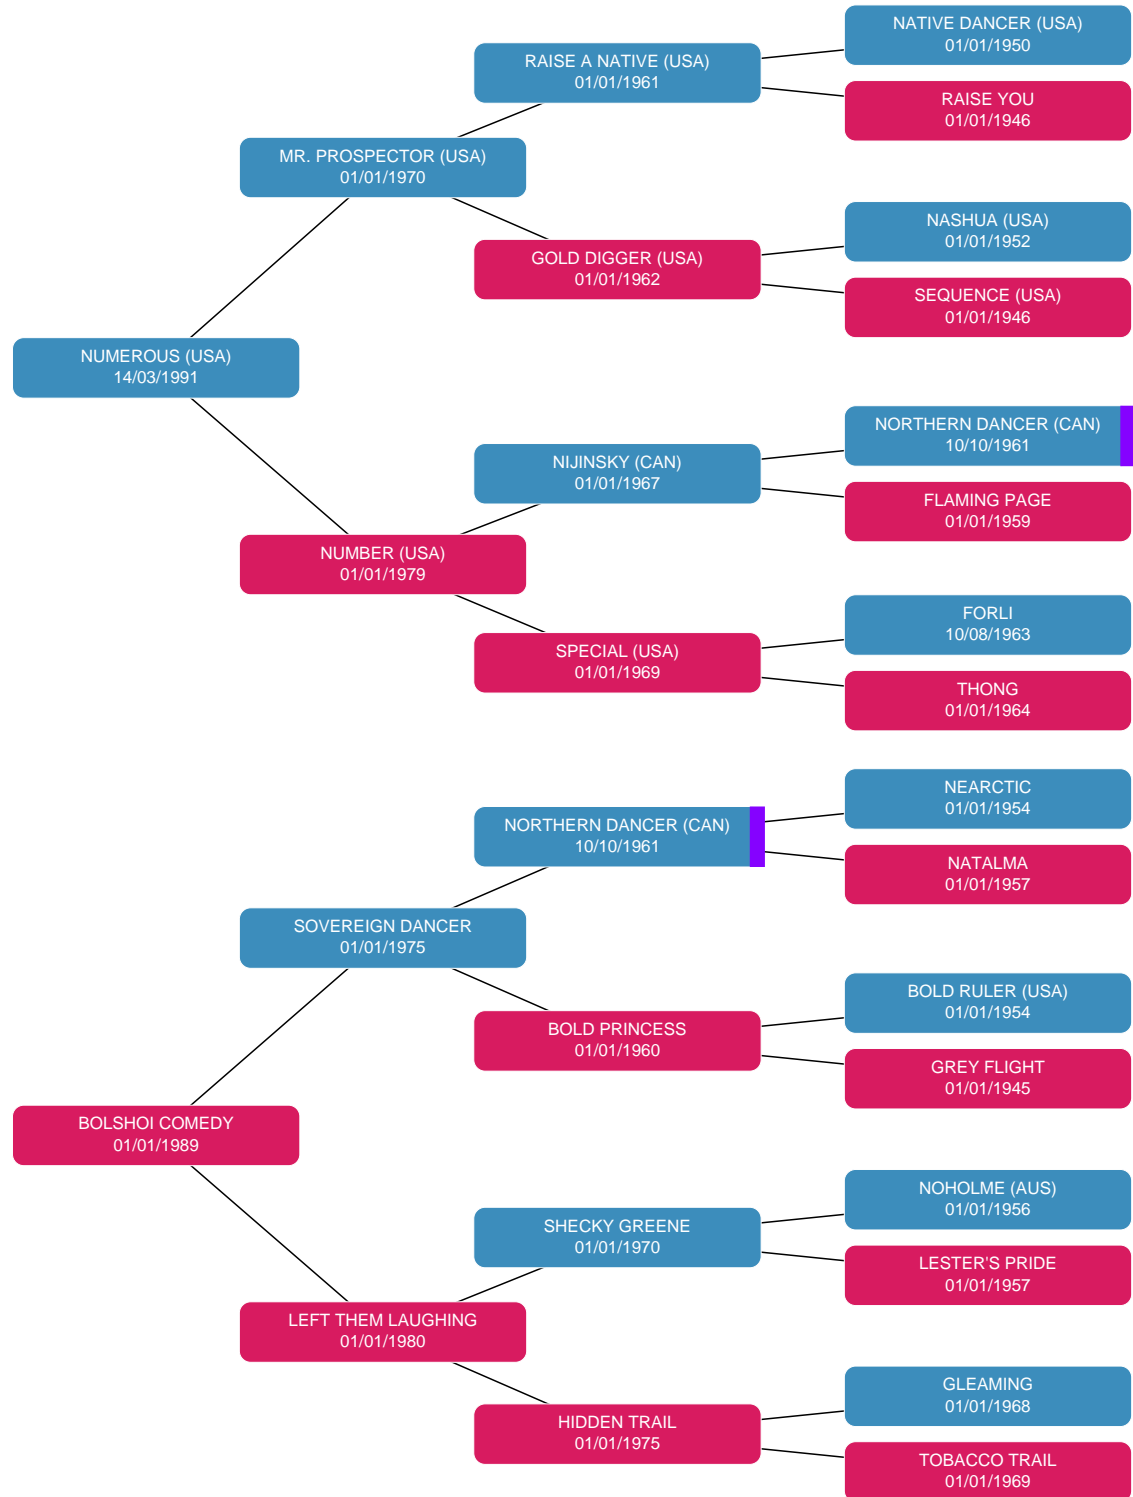 NATIVE DANCER (USA)
01/01/1950
RAISE A NATIVE (USA)
01/01/1961
RAISE YOU
01/01/1946
MR. PROSPECTOR (USA)
01/01/1970
NASHUA (USA)
01/01/1952
GOLD DIGGER (USA)
01/01/1962
SEQUENCE (USA)
01/01/1946
NUMEROUS (USA)
14/03/1991
NORTHERN DANCER (CAN)
10/10/1961
NIJINSKY (CAN)
01/01/1967
FLAMING PAGE
01/01/1959
NUMBER (USA)
01/01/1979
FORLI
10/08/1963
SPECIAL (USA)
01/01/1969
THONG
01/01/1964
NEARCTIC
01/01/1954
NORTHERN DANCER (CAN)
10/10/1961
NATALMA
01/01/1957
SOVEREIGN DANCER
01/01/1975
BOLD RULER (USA)
01/01/1954
BOLD PRINCESS
01/01/1960
GREY FLIGHT
01/01/1945
BOLSHOI COMEDY
01/01/1989
NOHOLME (AUS)
01/01/1956
SHECKY GREENE
01/01/1970
LESTER'S PRIDE
01/01/1957
LEFT THEM LAUGHING
01/01/1980
GLEAMING
01/01/1968
HIDDEN TRAIL
01/01/1975
TOBACCO TRAIL
01/01/1969